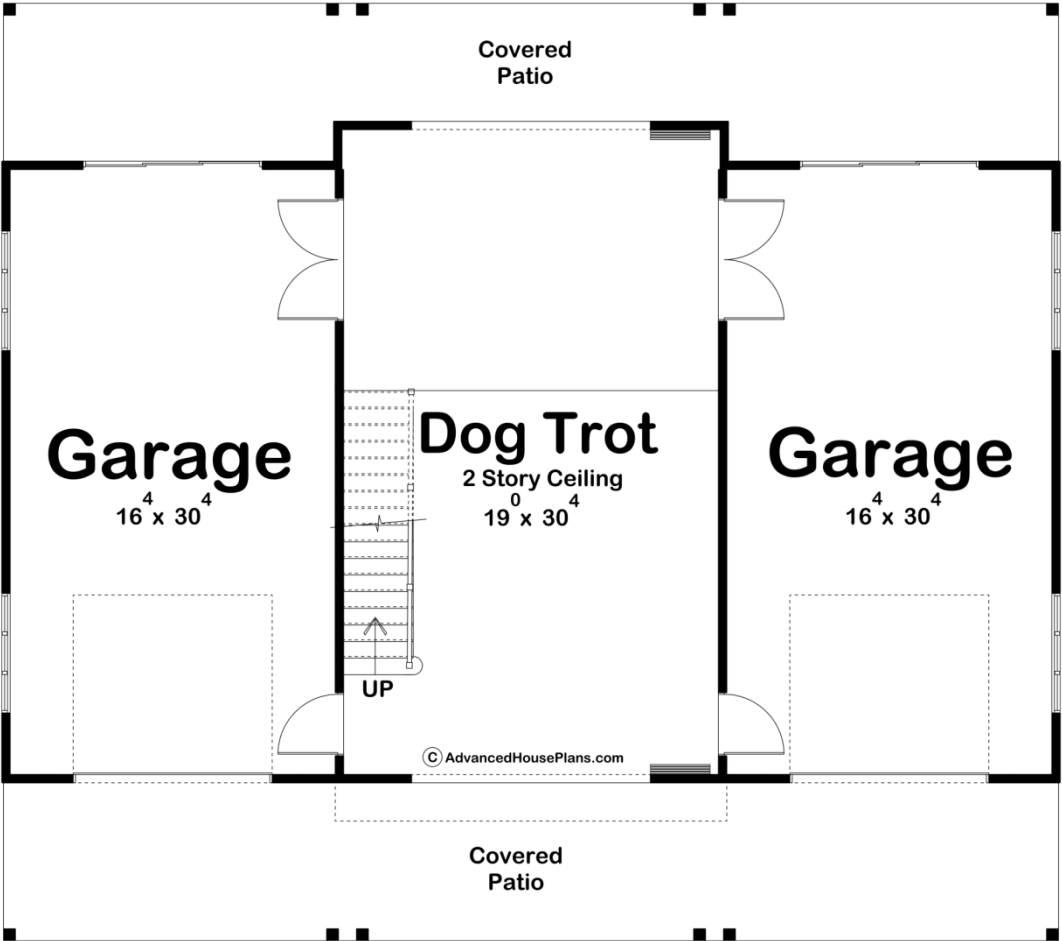 Covered
Patio
Garage
16⁴ x 30⁴
Dog Trot
2 Story Ceiling
19⁰ x 30⁴
Garage
16⁴ x 30⁴
UP
© AdvancedHousePlans.com
Covered
Patio